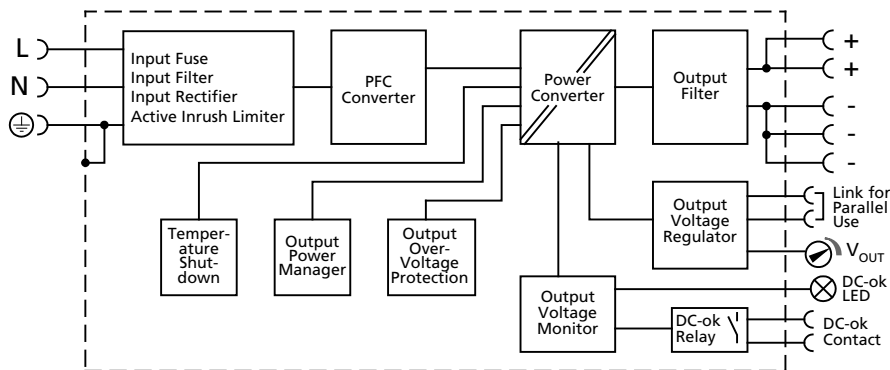 L
N
Input Fuse
Input Filter
Input Rectifier
Active Inrush Limiter
PFC
Converter
Power
Converter
Output
Filter
+
+
-
-
-
Temper-
ature
Shut-
down
Output
Power
Manager
Output
Over-
Voltage
Protection
Output
Voltage
Regulator
Link for
Parallel
Use
VOUT
Output
Voltage
Monitor
DC-ok
LED
DC-ok
Relay
DC-ok
Contact